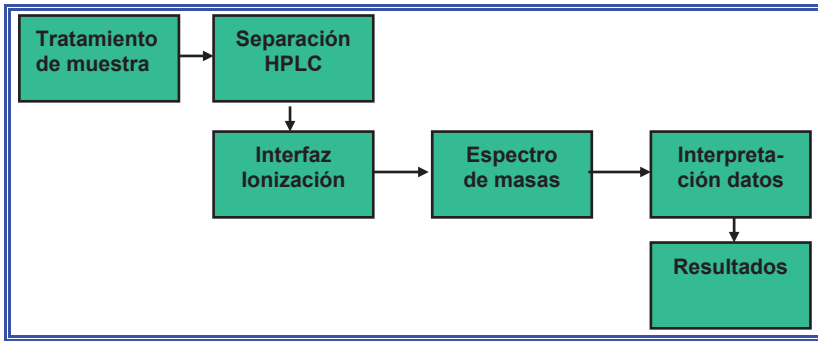 Tratamiento
de muestra
Separación
HPLC
Interfaz
Ionización
Espectro
de masas
Interpreta-
ción datos
Resultados